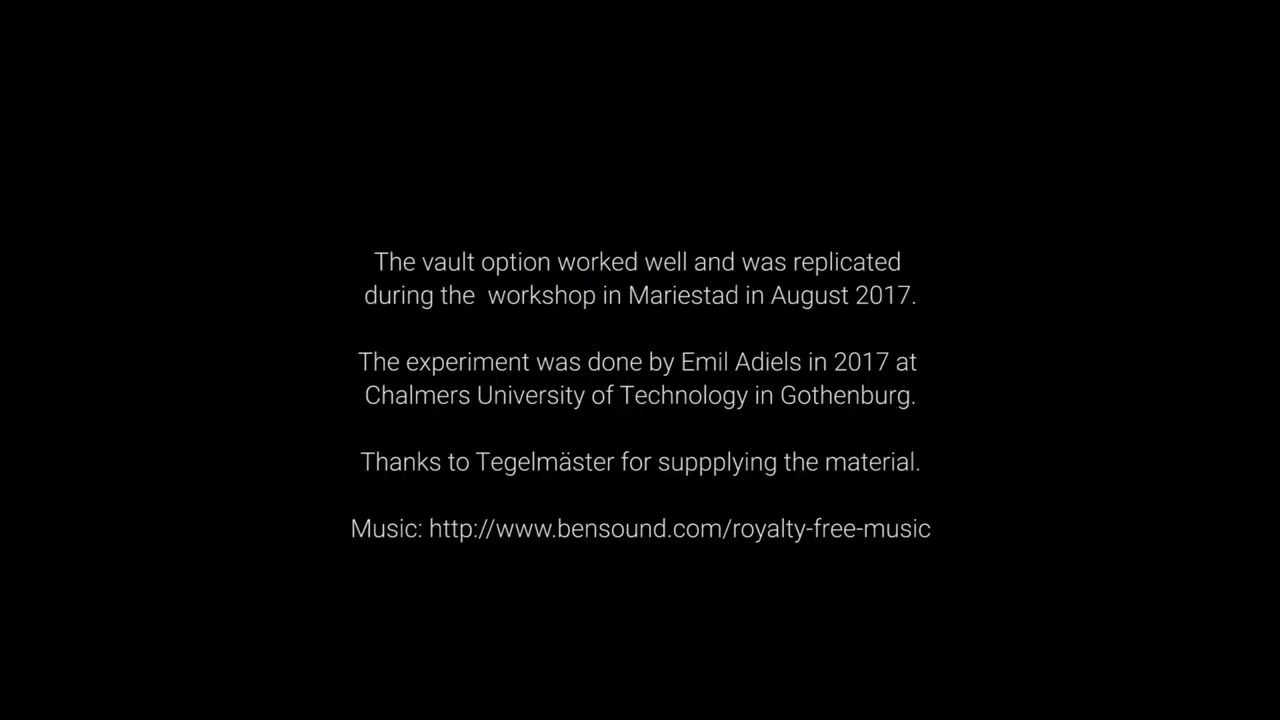 The vault option worked well and was replicated
during the  workshop in Mariestad in August 2017.
The experiment was done by Emil Adiels in 2017 at
Chalmers University of Technology in Gothenburg.
Thanks to Tegelmäster for suppplying the material.
Music: http://www.bensound.com/royalty-free-music